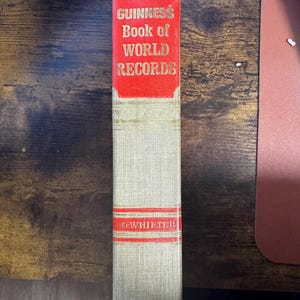 GUINNESS
Book of
WORLD
RECORDS
McWHIRTER